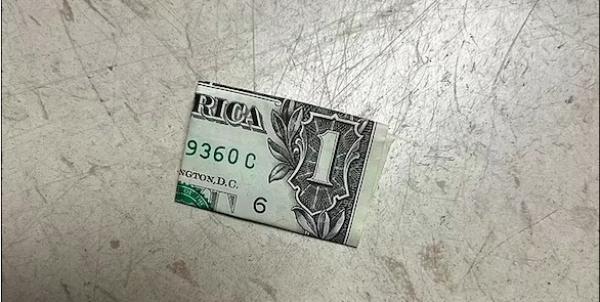 RICA
1
9360 C
NGTON, D.C.
6